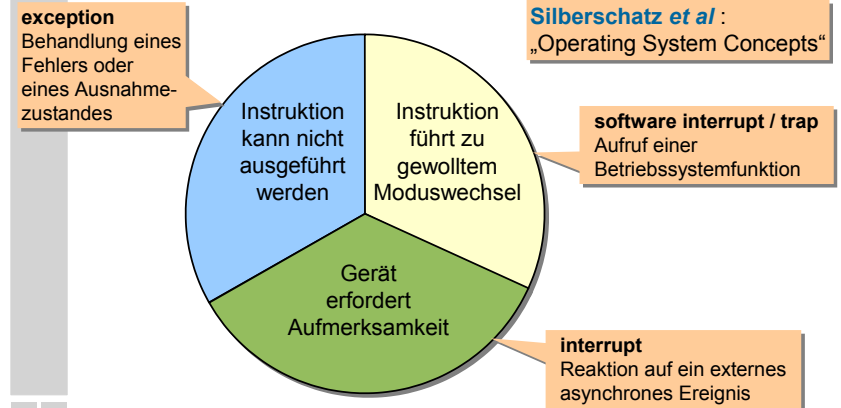 exception
Behandlung eines
Fehlers oder
eines Ausnahme-
zustandes
Silberschatz et al :
„Operating System Concepts“
Instruktion
kann nicht
ausgeführt
werden
Instruktion
führt zu
gewolltem
Moduswechsel
software interrupt / trap
Aufruf einer
Betriebssystemfunktion
Gerät
erfordert
Aufmerksamkeit
interrupt
Reaktion auf ein externes
asynchrones Ereignis